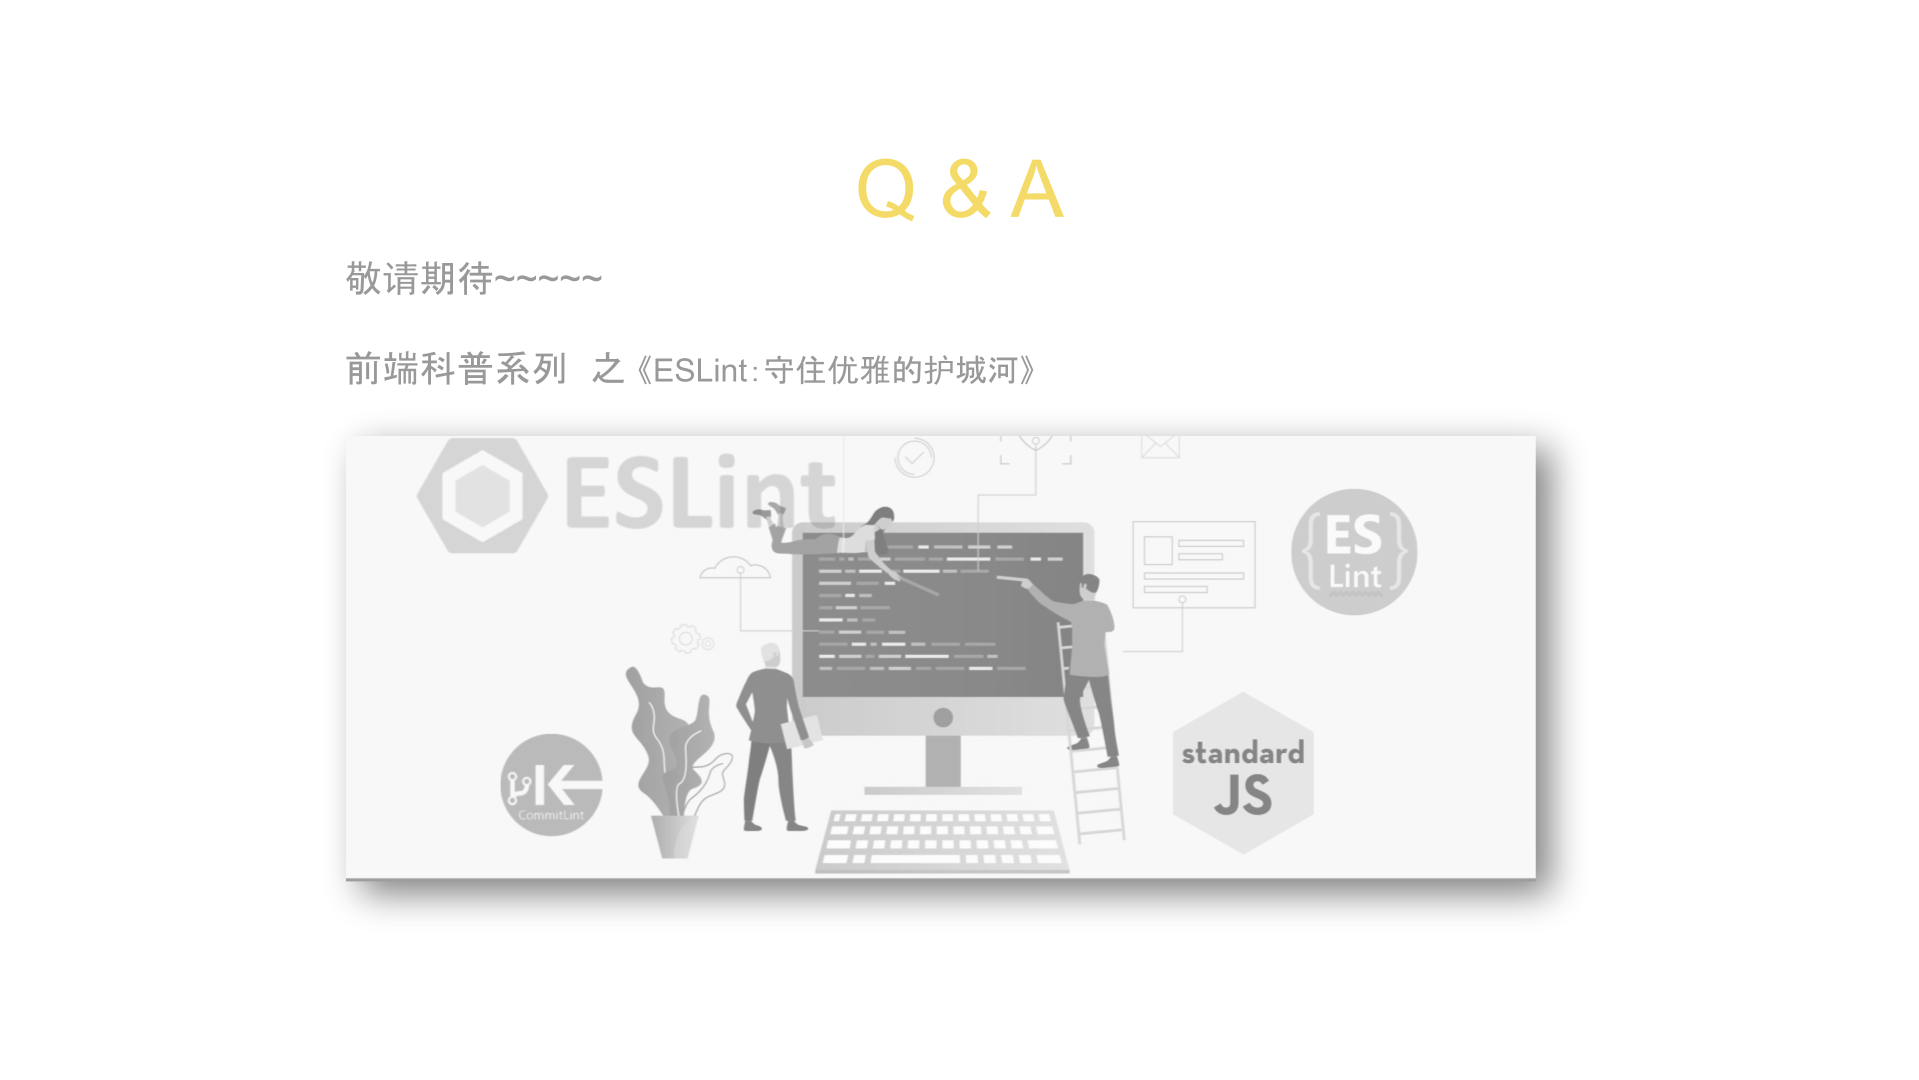 Q & A
敬请期待~~~~~
前端科普系列 之《ESLint：守住优雅的护城河》
ESLint
{ES}
Lint
standard
JS
K
CommitLint